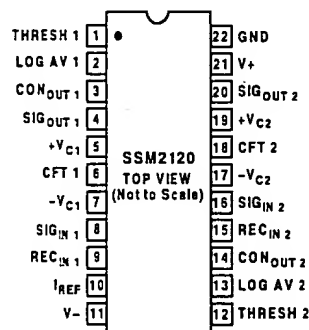 THRESH 1 1 22 GND
LOG AV 1 2 21 V+
CONOUT 1 3 20 SIGOUT 2
SIGOUT 1 4 19 +VC2
+VC1 5 18 CFT 2
CFT 1 6 17 -VC2
-VC1 7 16 SIGIN 2
SIGIN 1 8 15 RECIN 2
RECIN 1 9 14 CONOUT 2
IREF 10 13 LOG AV 2
V- 11 12 THRESH 2
SSM2120
TOP VIEW
(Not to Scale)